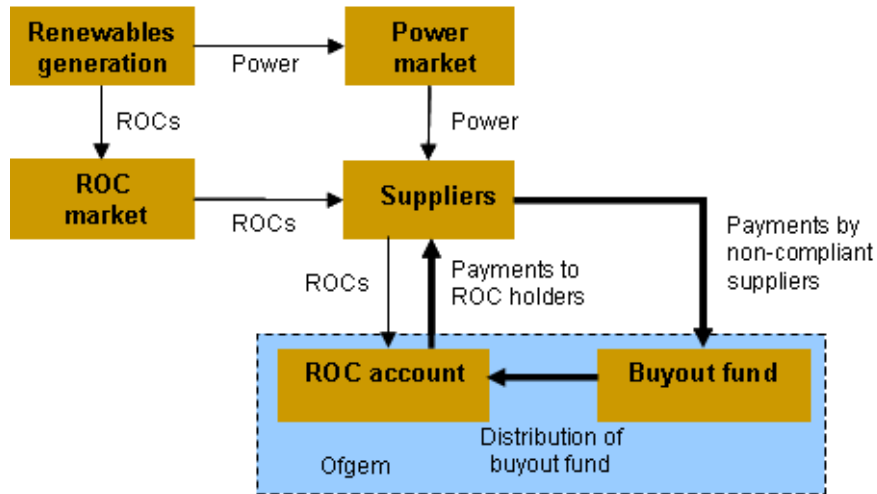 Renewables
generation
Power
Power
market
ROCs
Power
ROC
market
ROCs
Suppliers
Payments by
non-compliant
suppliers
ROCs
Payments to
ROC holders
ROC account
Buyout fund
Distribution of
buyout fund
Ofgem